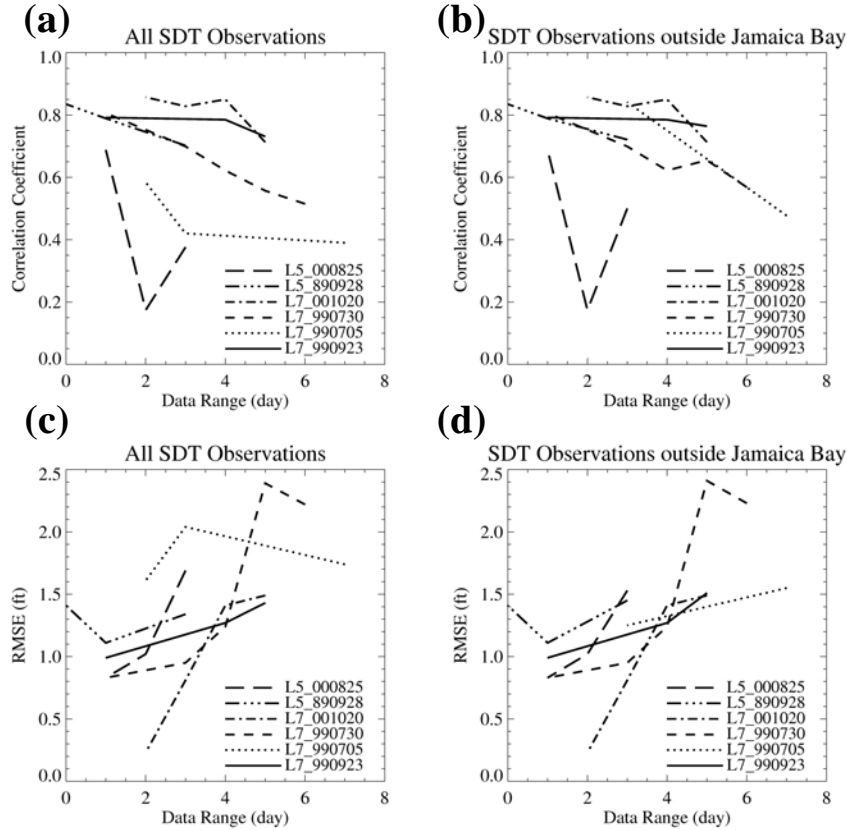 (a)
All SDT Observations
1.0
0.8
0.6
0.4
0.2
0.0
Correlation Coefficient
L5_000825
L5_890928
L7_001020
L7_990730
L7_990705
L7_990923
0 2 4 6 8
Data Range (day)
(b)
SDT Observations outside Jamaica Bay
1.0
0.8
0.6
0.4
0.2
0.0
Correlation Coefficient
L5_000825
L5_890928
L7_001020
L7_990730
L7_990705
L7_990923
0 2 4 6 8
Data Range (day)
(c)
All SDT Observations
2.5
2.0
1.5
1.0
0.5
0.0
RMSE (ft)
L5_000825
L5_890928
L7_001020
L7_990730
L7_990705
L7_990923
0 2 4 6 8
Data Range (day)
(d)
SDT Observations outside Jamaica Bay
2.5
2.0
1.5
1.0
0.5
0.0
RMSE (ft)
L5_000825
L5_890928
L7_001020
L7_990730
L7_990705
L7_990923
0 2 4 6 8
Data Range (day)